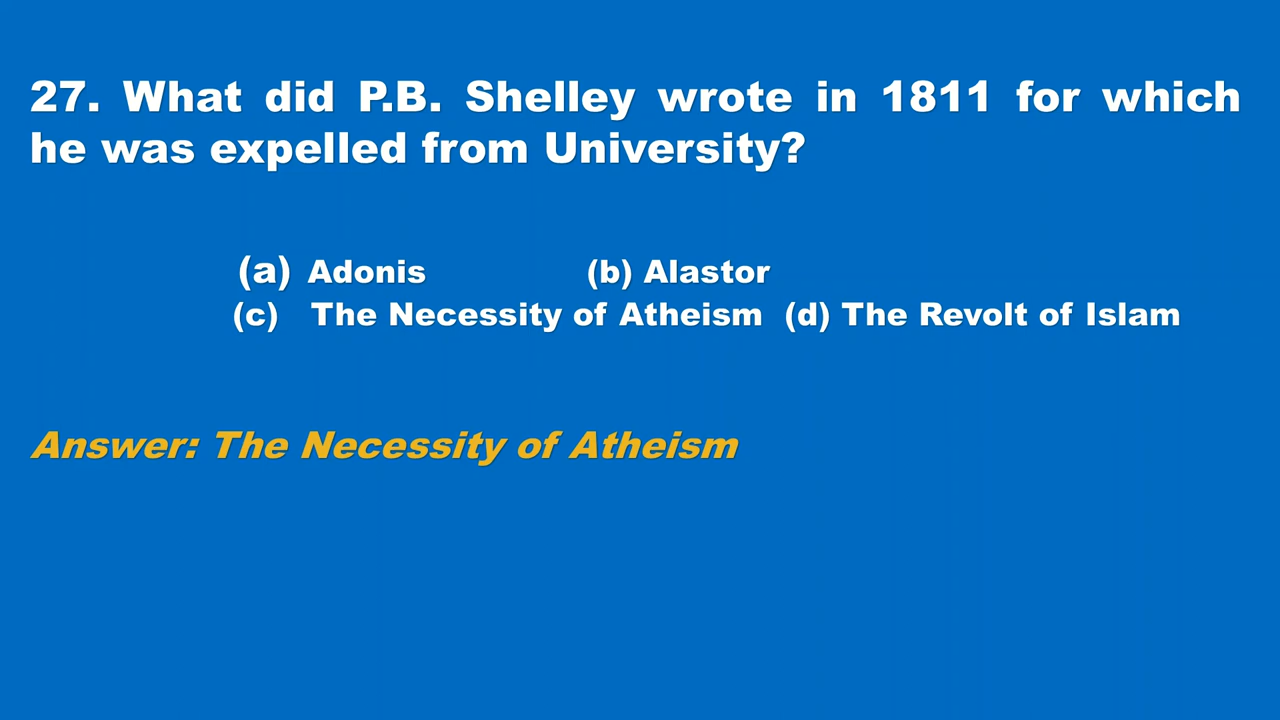 27. What did P.B. Shelley wrote in 1811 for which
he was expelled from University?
(a) Adonis (b) Alastor
(c) The Necessity of Atheism (d) The Revolt of Islam
Answer: The Necessity of Atheism